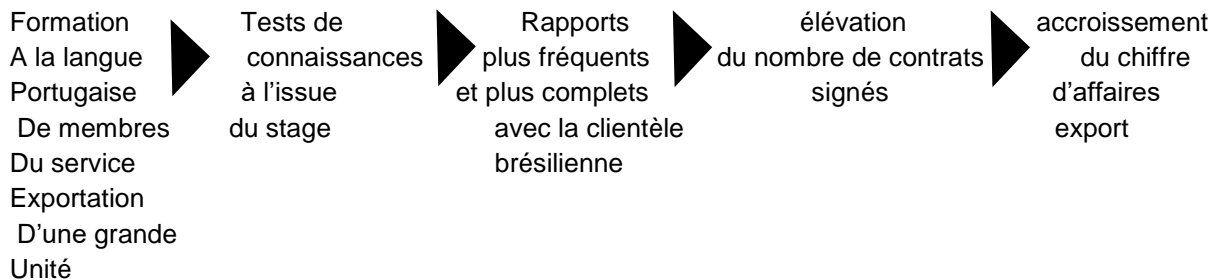 Formation
A la langue
Portugaise
De membres
Du service
Exportation
D'une grande
Unité
Tests de
connaissances
à l'issue
du stage
Rapports
plus fréquents
et plus complets
avec la clientèle
brésilienne
élévation
du nombre de contrats
signés
accroissement
du chiffre
d'affaires
export